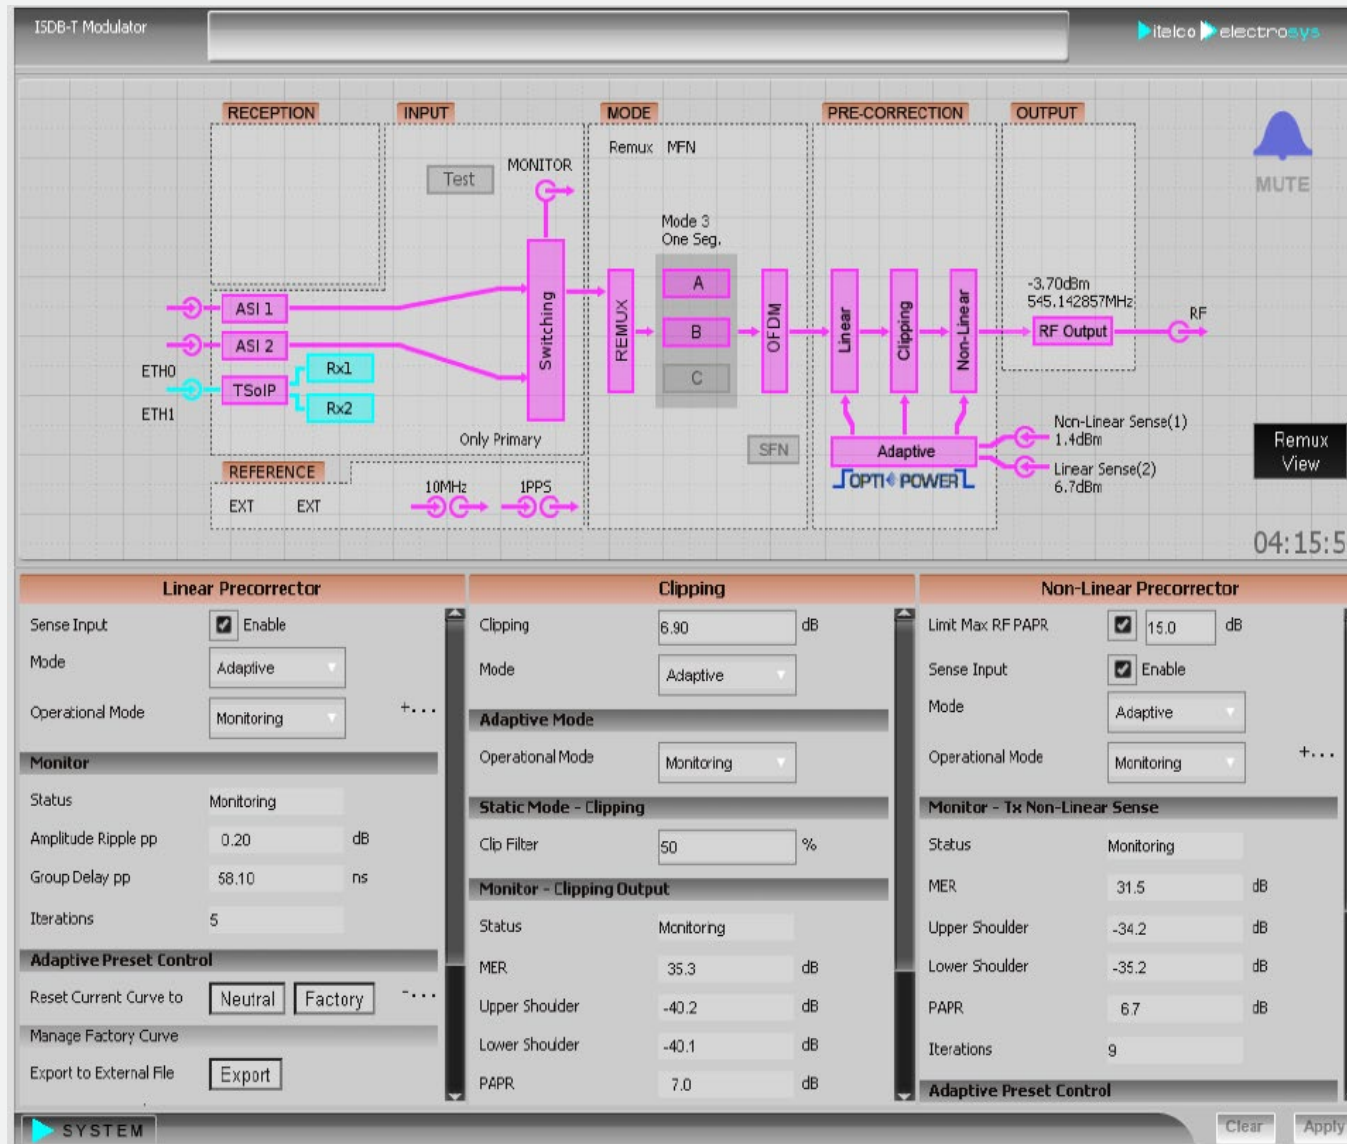 ISDB-T Modulator
itelco electrosys
RECEPTION
INPUT
MODE
PRE-CORRECTION
OUTPUT
Remux MFN
Test
MONITOR
MUTE
Mode 3
One Seg.
A
B
C
ASI 1
ASI 2
ETH0
ETH1
TSoIP
Rx1
Rx2
Switching
REMUX
OFDM
Linear
Clipping
Non-Linear
-3.70dBm
545.142857MHz
RF Output
RF
Only Primary
SFN
Adaptive
OPTI POWER
Non-Linear Sense(1)
1.4dBm
Linear Sense(2)
6.7dBm
Remux
View
REFERENCE
EXT EXT
10MHz
1PPS
04:15:5
Linear Precorrector
Sense Input Enable
Mode Adaptive
Operational Mode Monitoring +...
Monitor
Status Monitoring
Amplitude Ripple pp 0.20 dB
Group Delay pp 58.10 ns
Iterations 5
Adaptive Preset Control
Reset Current Curve to Neutral Factory -...
Manage Factory Curve
Export to External File Export
Clipping
Clipping 6.90 dB
Mode Adaptive
Adaptive Mode
Operational Mode Monitoring
Static Mode - Clipping
Clip Filter 50 %
Monitor - Clipping Output
Status Monitoring
MER 35.3 dB
Upper Shoulder -40.2 dB
Lower Shoulder -40.1 dB
PAPR 7.0 dB
Non-Linear Precorrector
Limit Max RF PAPR 15.0 dB
Sense Input Enable
Mode Adaptive
Operational Mode Monitoring +...
Monitor - Tx Non-Linear Sense
Status Monitoring
MER 31.5 dB
Upper Shoulder -34.2 dB
Lower Shoulder -35.2 dB
PAPR 6.7 dB
Iterations 9
Adaptive Preset Control
SYSTEM
Clear Apply